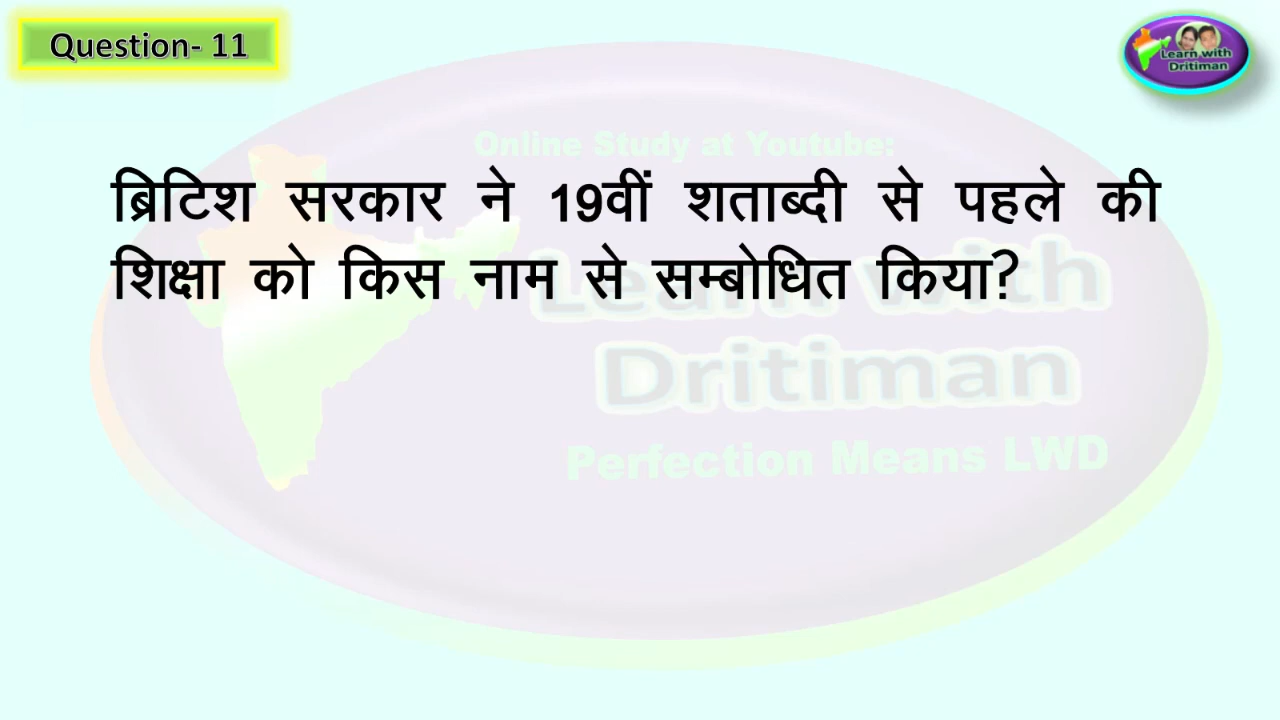 Question- 11
Learn with
Dritiman
Online Study at Youtube:
ब्रिटिश सरकार ने 19वीं शताब्दी से पहले की
शिक्षा को किस नाम से सम्बोधित किया?
Learn with
Dritiman
Perfection Means LWD